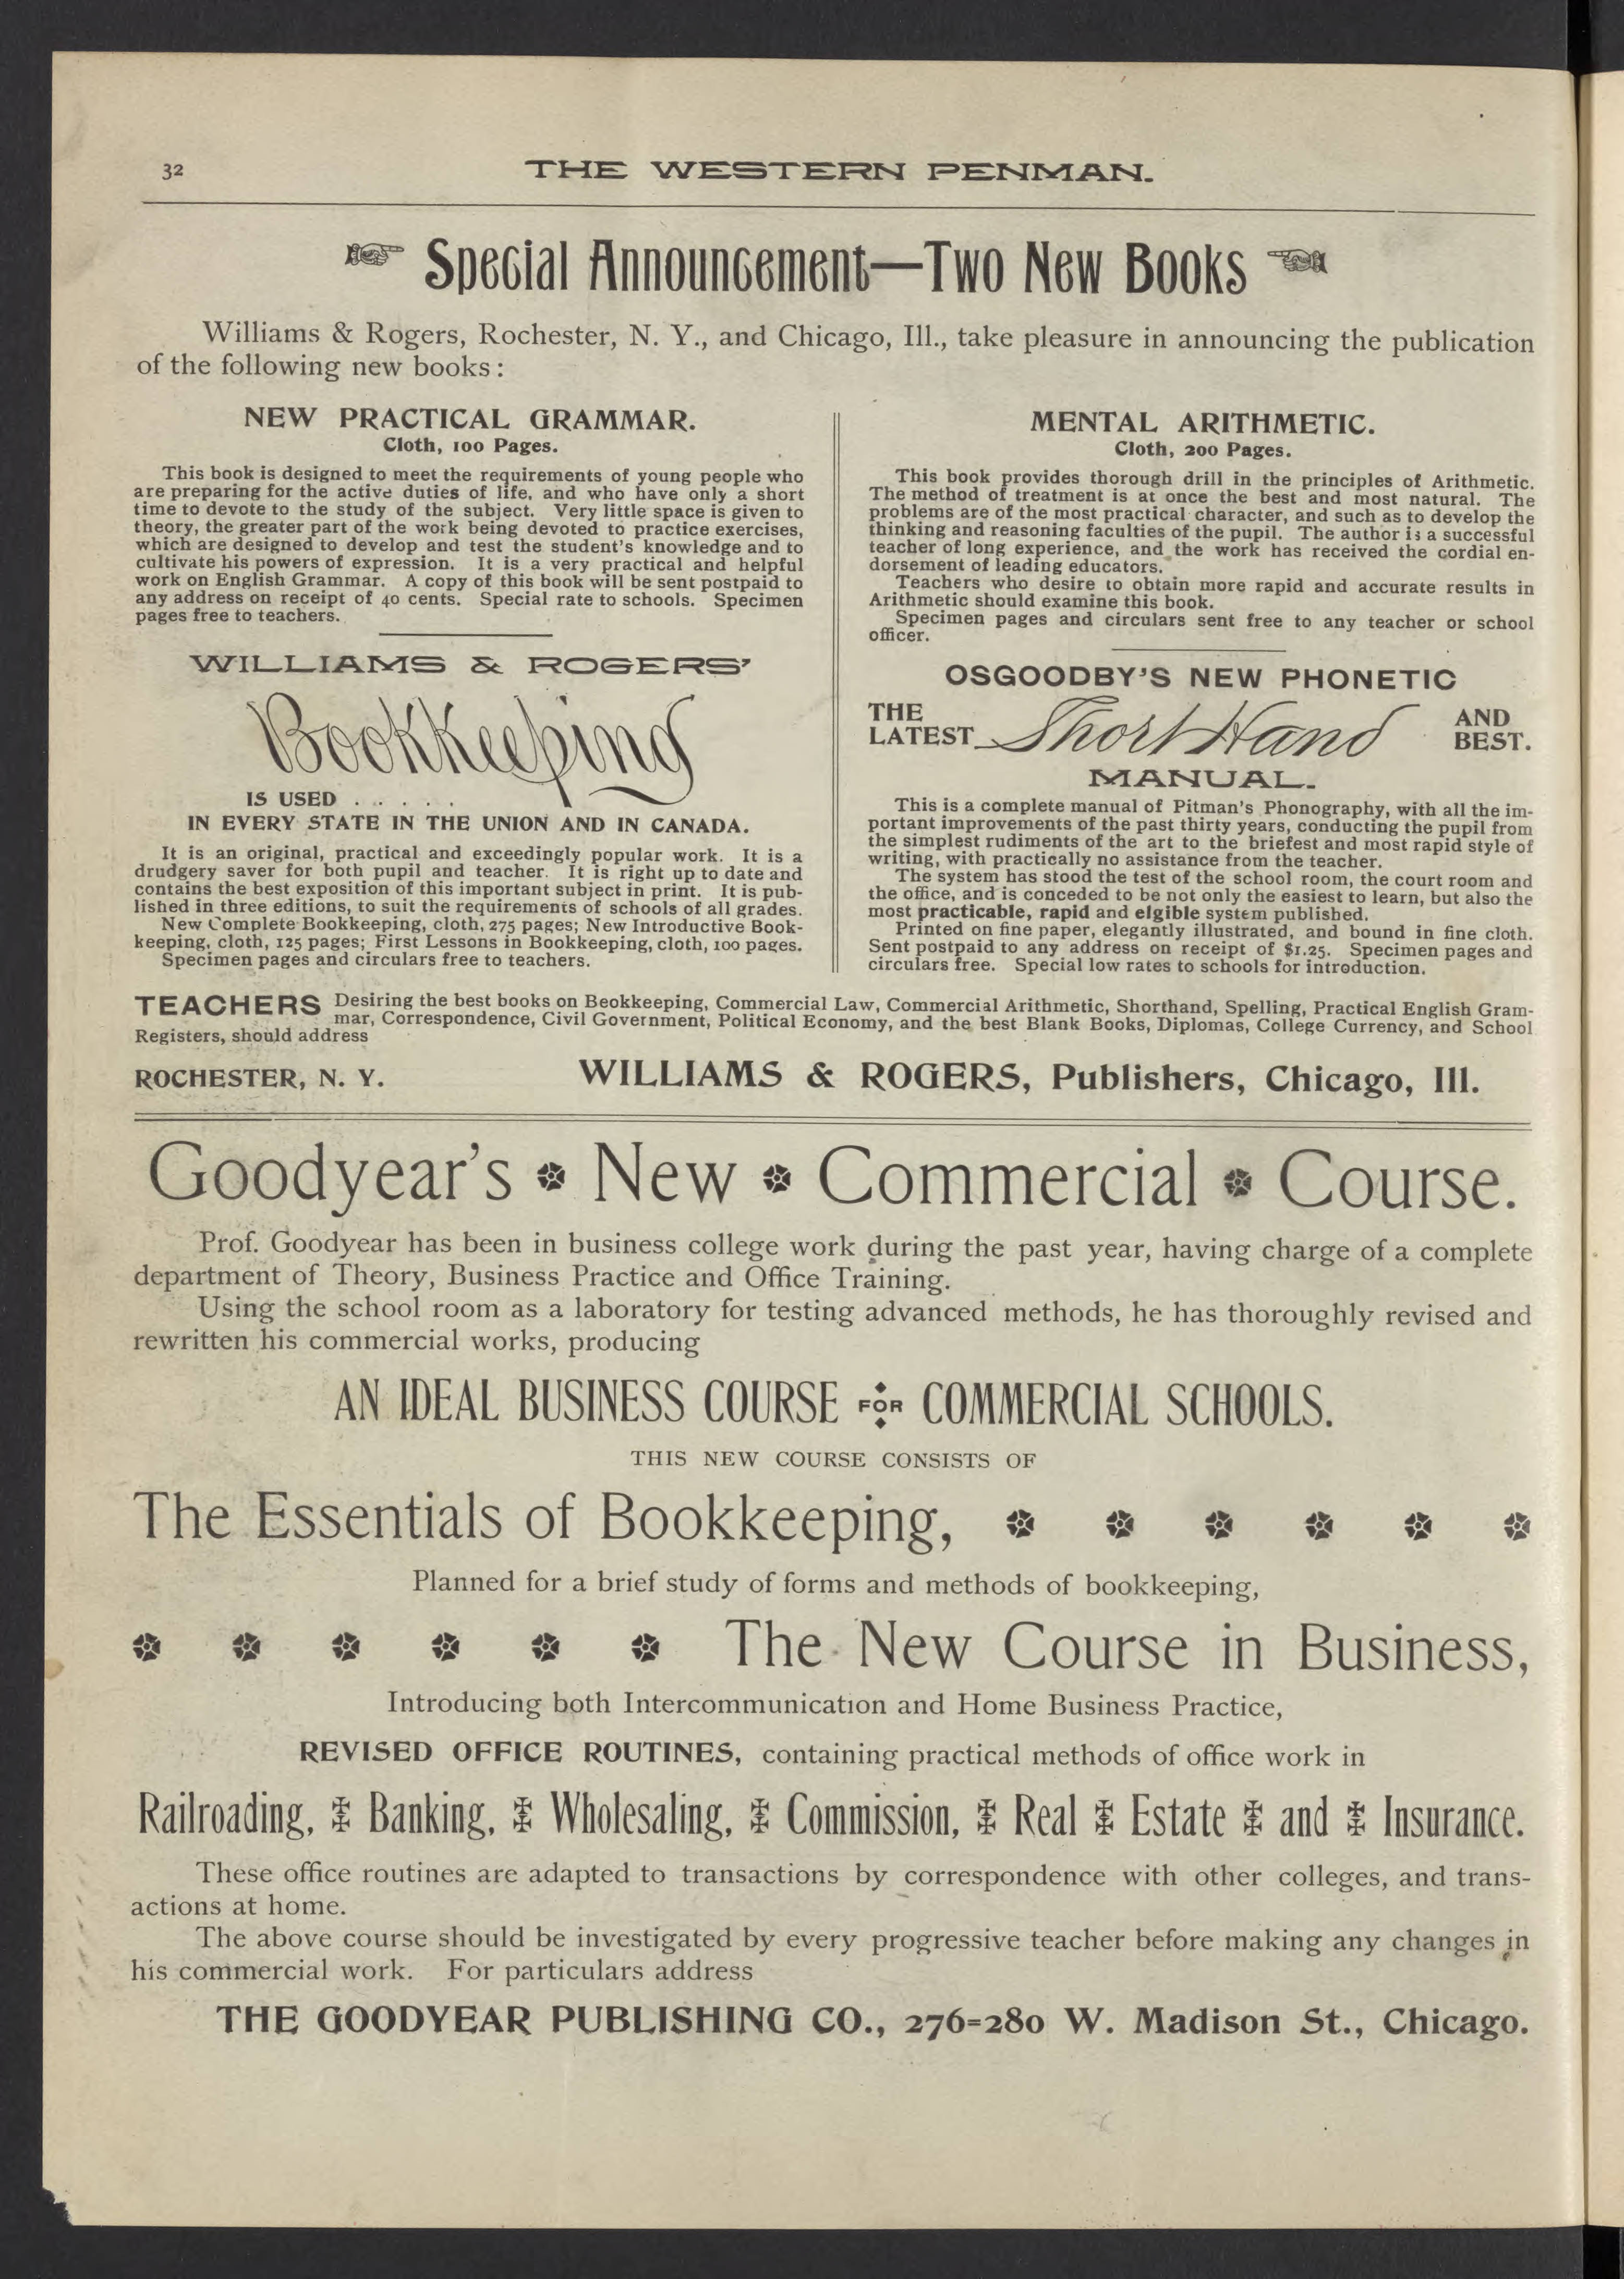 32
THE WESTERN PENMAN.
Special Announcement—Two New Books
Williams & Rogers, Rochester, N. Y., and Chicago, Ill., take pleasure in announcing the publication
of the following new books:
NEW PRACTICAL GRAMMAR.
Cloth, 100 Pages.
This book is designed to meet the requirements of young people who
are preparing for the active duties of life, and who have only a short
time to devote to the study of the subject. Very little space is given to
theory, the greater part of the work being devoted to practice exercises,
which are designed to develop and test the student's knowledge and to
cultivate his powers of expression. It is a very practical and helpful
work on English Grammar. A copy of this book will be sent postpaid to
any address on receipt of 40 cents. Special rate to schools. Specimen
pages free to teachers.
WILLIAMS & ROGERS'
Bookkeeping
IS USED . . . . .
IN EVERY STATE IN THE UNION AND IN CANADA.
It is an original, practical and exceedingly popular work. It is a
drudgery saver for both pupil and teacher. It is right up to date and
contains the best exposition of this important subject in print. It is pub-
lished in three editions, to suit the requirements of schools of all grades.
New Complete Bookkeeping, cloth, 275 pages; New Introductive Book-
keeping, cloth, 125 pages; First Lessons in Bookkeeping, cloth, 100 pages.
Specimen pages and circulars free to teachers.
MENTAL ARITHMETIC.
Cloth, 200 Pages.
This book provides thorough drill in the principles of Arithmetic.
The method of treatment is at once the best and most natural. The
problems are of the most practical character, and such as to develop the
thinking and reasoning faculties of the pupil. The author is a successful
teacher of long experience, and the work has received the cordial en-
dorsement of leading educators.
Teachers who desire to obtain more rapid and accurate results in
Arithmetic should examine this book.
Specimen pages and circulars sent free to any teacher or school
officer.
OSGOODBY'S NEW PHONETIC
THE LATEST Short Hand AND BEST.
MANUAL.
This is a complete manual of Pitman's Phonography, with all the im-
portant improvements of the past thirty years, conducting the pupil from
the simplest rudiments of the art to the briefest and most rapid style of
writing, with practically no assistance from the teacher.
The system has stood the test of the school room, the court room and
the office, and is conceded to be not only the easiest to learn, but also the
most practicable, rapid and elgible system published.
Printed on fine paper, elegantly illustrated, and bound in fine cloth.
Sent postpaid to any address on receipt of $1.25. Specimen pages and
circulars free. Special low rates to schools for introduction.
TEACHERS Desiring the best books on Beokkeeping, Commercial Law, Commercial Arithmetic, Shorthand, Spelling, Practical English Gram-
mar, Correspondence, Civil Government, Political Economy, and the best Blank Books, Diplomas, College Currency, and School
Registers, should address
ROCHESTER, N. Y. WILLIAMS & ROGERS, Publishers, Chicago, Ill.
Goodyear's New Commercial Course.
Prof. Goodyear has been in business college work during the past year, having charge of a complete
department of Theory, Business Practice and Office Training.
Using the school room as a laboratory for testing advanced methods, he has thoroughly revised and
rewritten his commercial works, producing
AN IDEAL BUSINESS COURSE FOR COMMERCIAL SCHOOLS.
THIS NEW COURSE CONSISTS OF
The Essentials of Bookkeeping,
Planned for a brief study of forms and methods of bookkeeping,
The New Course in Business,
Introducing both Intercommunication and Home Business Practice,
REVISED OFFICE ROUTINES, containing practical methods of office work in
Railroading, Banking, Wholesaling, Commission, Real Estate and Insurance.
These office routines are adapted to transactions by correspondence with other colleges, and trans-
actions at home.
The above course should be investigated by every progressive teacher before making any changes in
his commercial work. For particulars address
THE GOODYEAR PUBLISHING CO., 276=280 W. Madison St., Chicago.